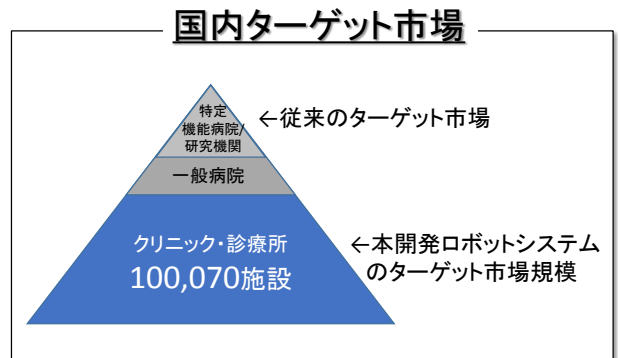 国内ターゲット市場
特定
機能病院/
研究機関
←従来のターゲット市場
一般病院
クリニック・診療所
100,070施設
←本開発ロボットシステム
のターゲット市場規模